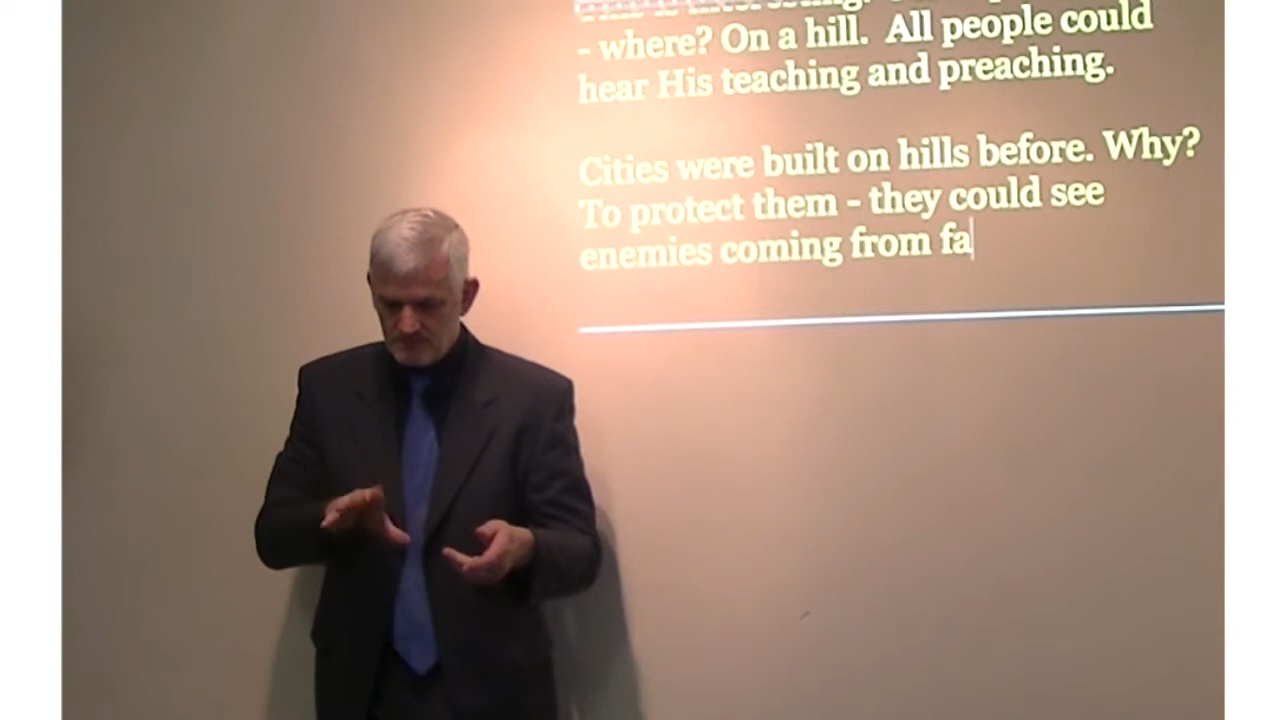 - where? On a hill. All people could
hear His teaching and preaching.
Cities were built on hills before. Why?
To protect them - they could see
enemies coming from fa